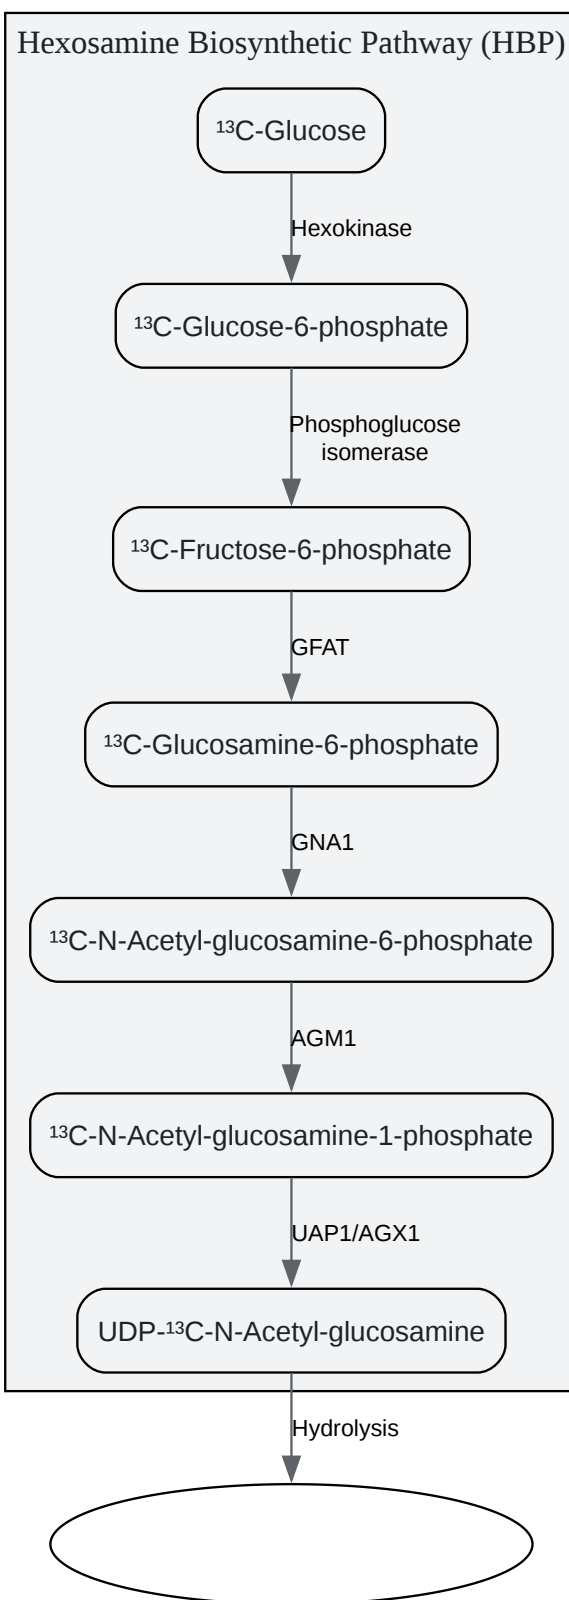 Hexosamine Biosynthetic Pathway (HBP)
¹³C-Glucose
Hexokinase
¹³C-Glucose-6-phosphate
Phosphoglucose
isomerase
¹³C-Fructose-6-phosphate
GFAT
¹³C-Glucosamine-6-phosphate
GNA1
¹³C-N-Acetyl-glucosamine-6-phosphate
AGM1
¹³C-N-Acetyl-glucosamine-1-phosphate
UAP1/AGX1
UDP-¹³C-N-Acetyl-glucosamine
Hydrolysis